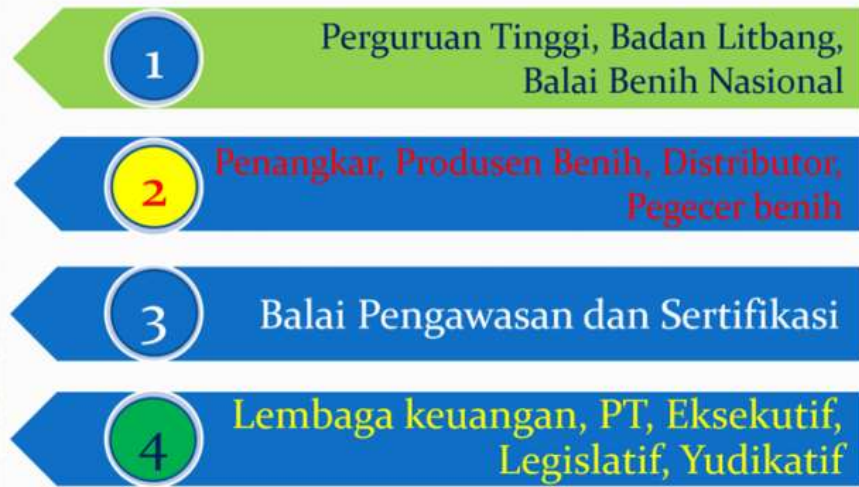 1
Perguruan Tinggi, Badan Litbang,
Balai Benih Nasional
2
Penangkar, Produsen Benih, Distributor,
Pegecer benih
3
Balai Pengawasan dan Sertifikasi
4
Lembaga keuangan, PT, Eksekutif,
Legislatif, Yudikatif